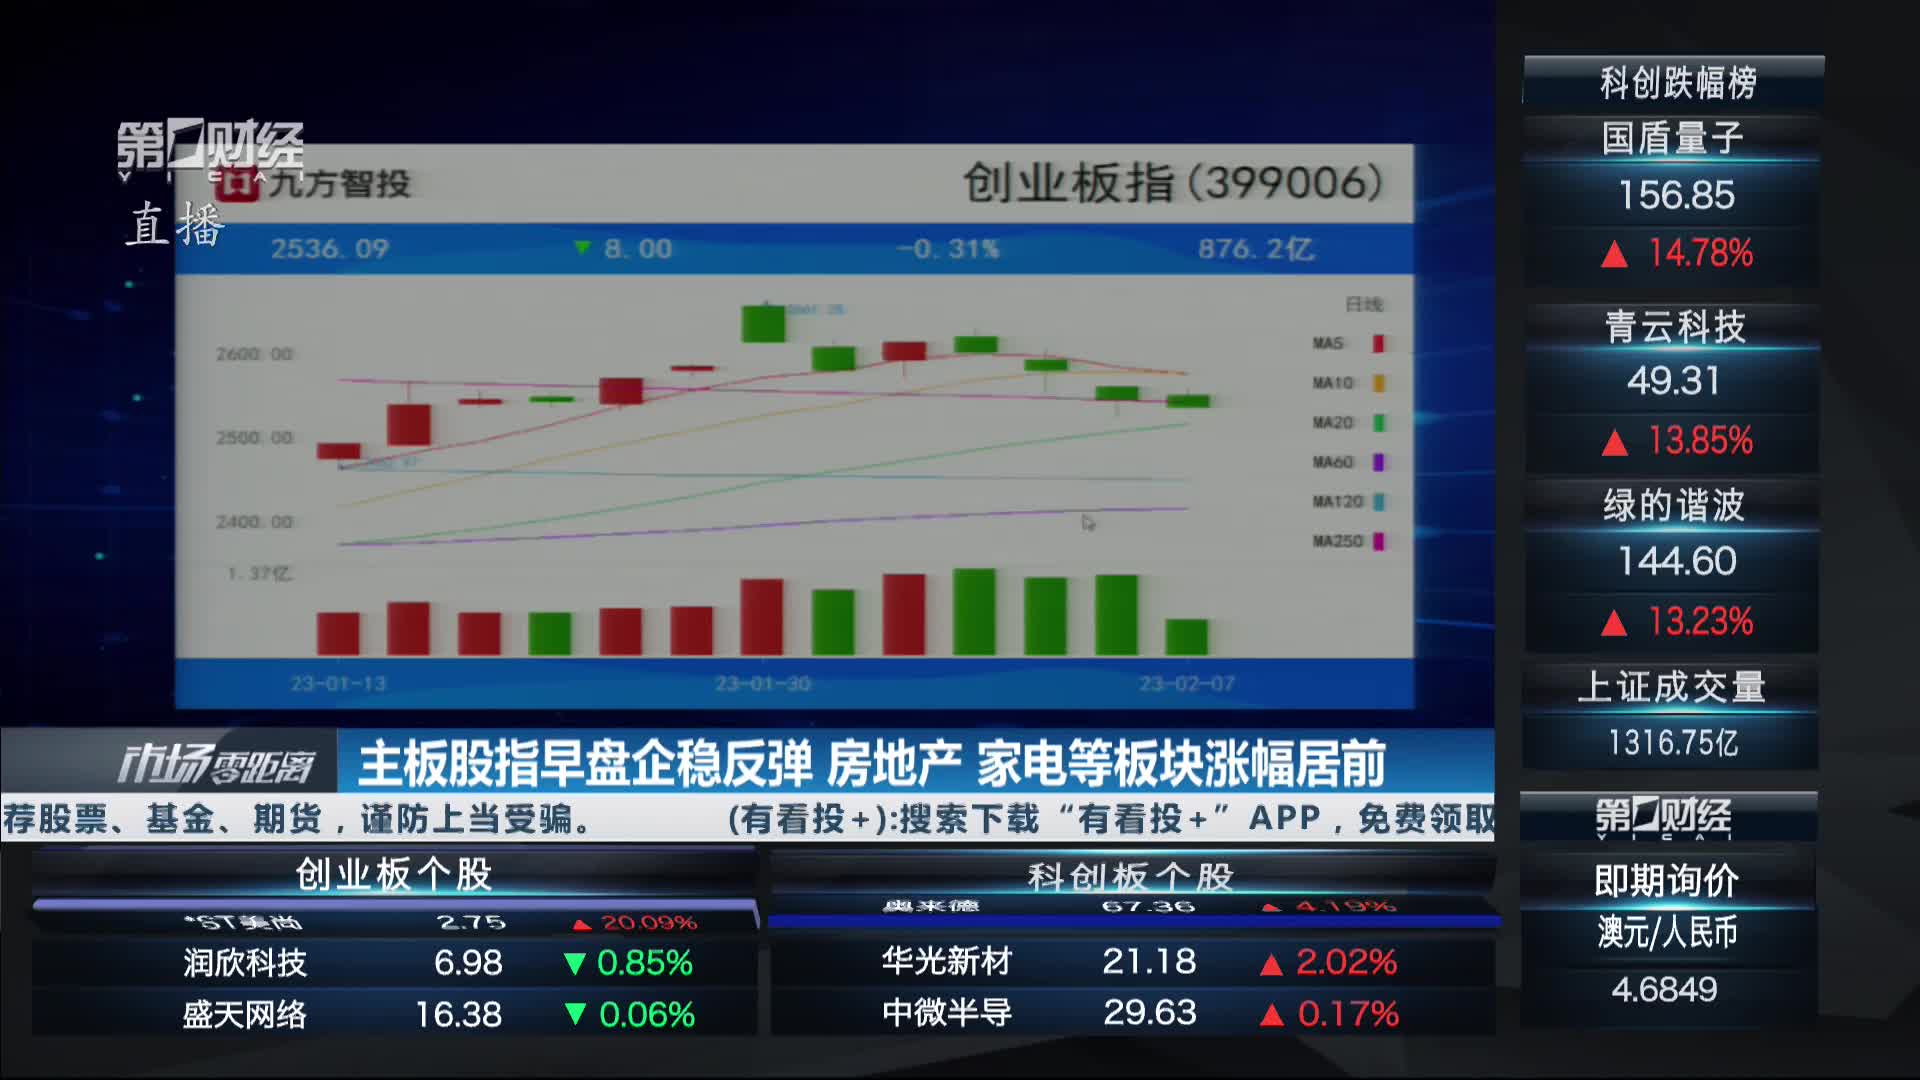 第一财经
YICAI
直播
九方智投
创业板指(399006)
2536.09 ▼ 8.00 -0.31% 876.2亿
日线
2600.00
2500.00
2400.00
1.37亿
MA5
MA10
MA20
MA60
MA120
MA250
23-01-13 23-01-30 23-02-07
市场零距离
主板股指早盘企稳反弹 房地产 家电等板块涨幅居前
荐股票、基金、期货，谨防上当受骗。 (有看投+):搜索下载“有看投+”APP，免费领取
创业板个股
*ST美尚 2.75 ▲ 20.09%
润欣科技 6.98 ▼ 0.85%
盛天网络 16.38 ▼ 0.06%
科创板个股
奥来德 67.36 ▲ 4.19%
华光新材 21.18 ▲ 2.02%
中微半导 29.63 ▲ 0.17%
科创跌幅榜
国盾量子
156.85
▲ 14.78%
青云科技
49.31
▲ 13.85%
绿的谐波
144.60
▲ 13.23%
上证成交量
1316.75亿
第一财经
YICAI
即期询价
澳元/人民币
4.6849